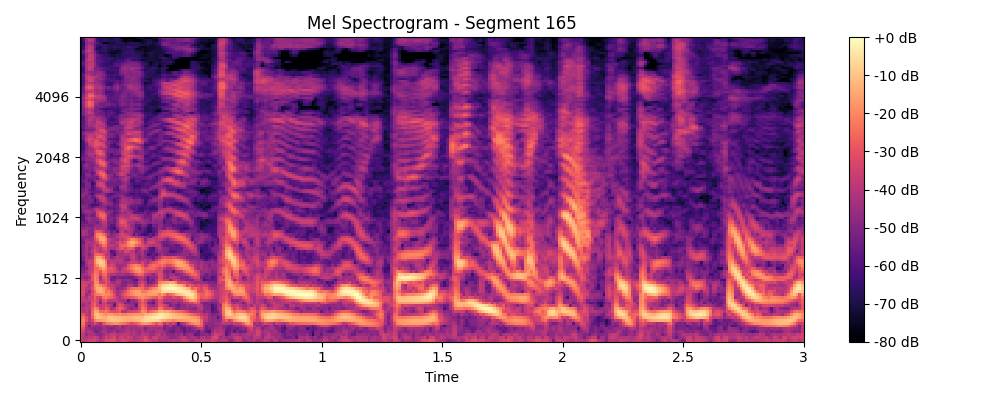 Mel Spectrogram - Segment 165
Frequency
4096
2048
1024
512
0
0
0.5
1
1.5
2
2.5
3
Time
+0 dB
-10 dB
-20 dB
-30 dB
-40 dB
-50 dB
-60 dB
-70 dB
-80 dB